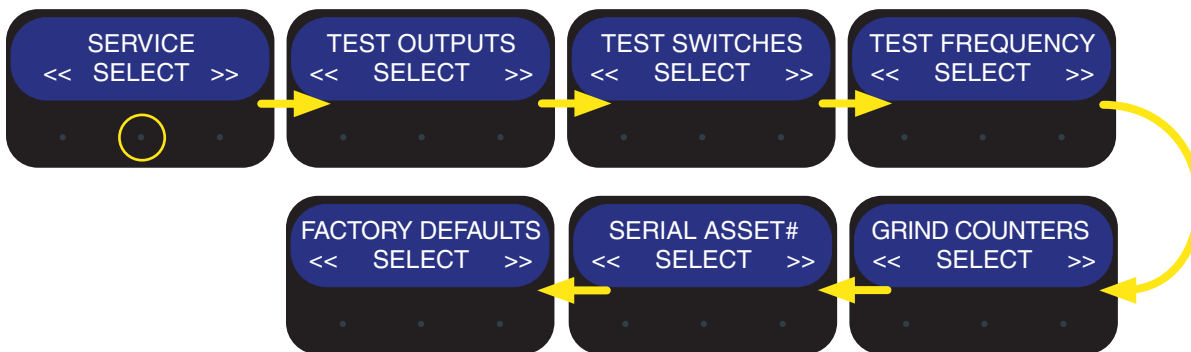 SERVICE
<< SELECT >>
TEST OUTPUTS
<< SELECT >>
TEST SWITCHES
<< SELECT >>
TEST FREQUENCY
<< SELECT >>
GRIND COUNTERS
<< SELECT >>
SERIAL ASSET#
<< SELECT >>
FACTORY DEFAULTS
<< SELECT >>